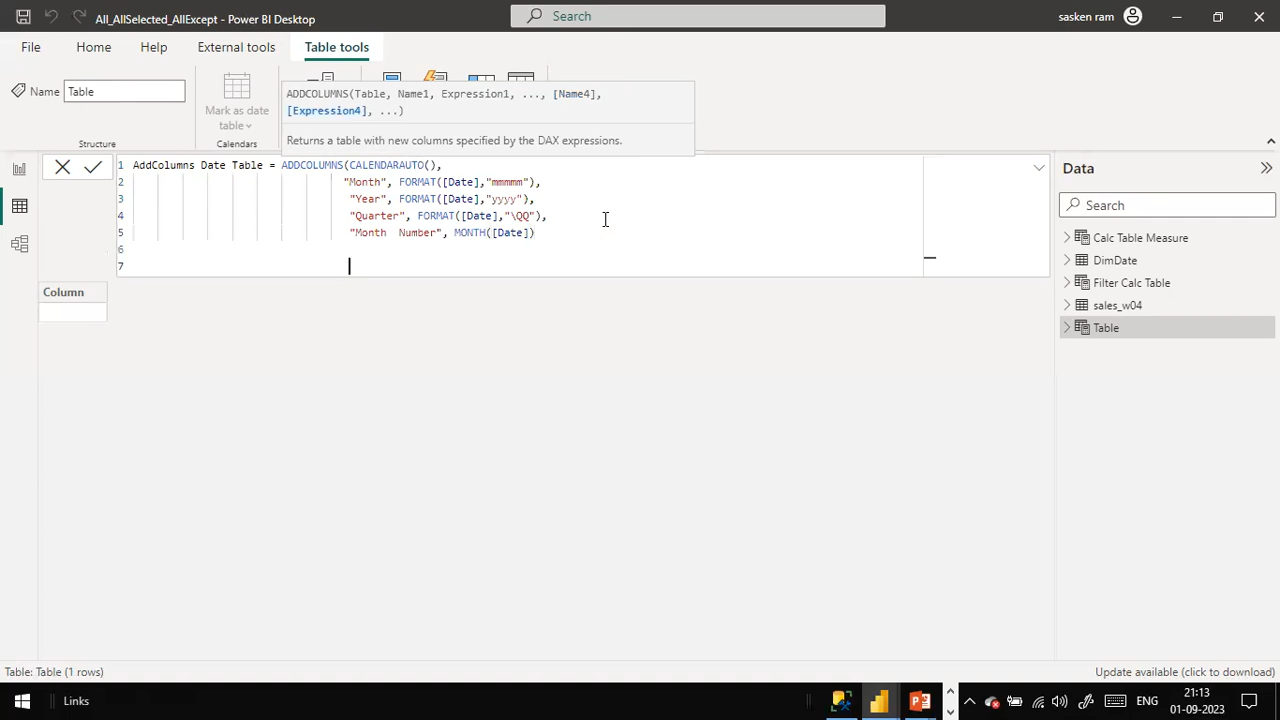 All_AllSelected_AllExcept - Power BI Desktop
Search
sasken ram
File
Home
Help
External tools
Table tools
Name
Table
Mark as date
table
Structure
Calendars
ADDCOLUMNS(Table, Name1, Expression1, ..., [Name4],
[Expression4], ...)
Returns a table with new columns specified by the DAX expressions.
1 AddColumns Date Table = ADDCOLUMNS(CALENDARAUTO(),
2 "Month", FORMAT([Date],"mmmmm"),
3 "Year", FORMAT([Date],"yyyy"),
4 "Quarter", FORMAT([Date],"\QQ"),
5 "Month  Number", MONTH([Date])
6
7
Column
Data
Search
Calc Table Measure
DimDate
Filter Calc Table
sales_w04
Table
Table: Table (1 rows)
Update available (click to download)
Links
ENG
21:13
01-09-2023